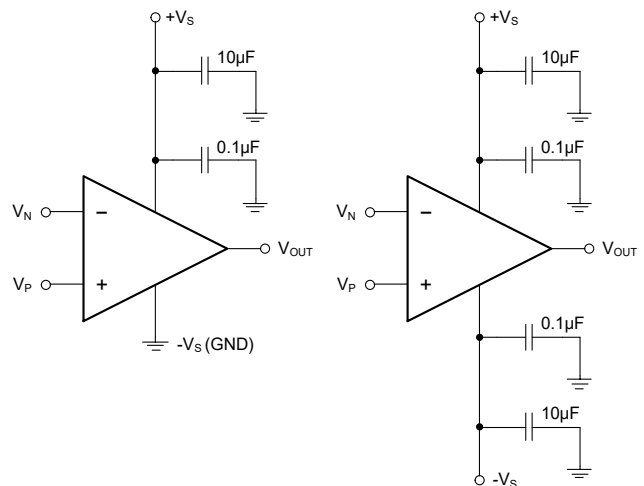 +VS
10µF
0.1µF
VN
−
VP
+
VOUT
-VS (GND)
+VS
10µF
0.1µF
VN
−
VP
+
VOUT
0.1µF
10µF
-VS